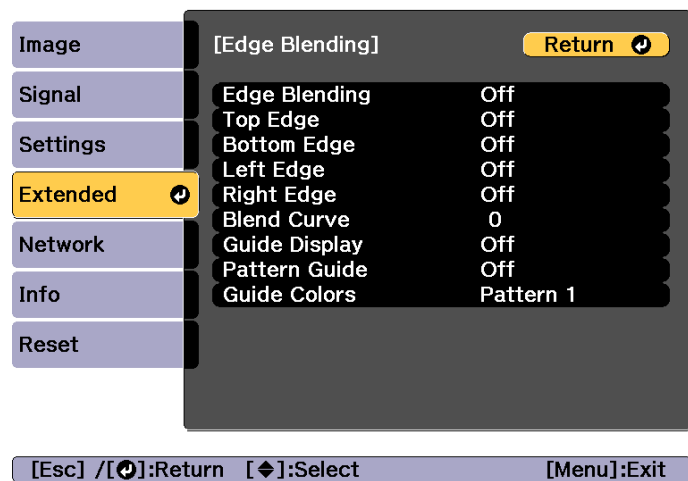 Image
Signal
Settings
Extended
Network
Info
Reset
[Edge Blending] Return
Edge Blending Off
Top Edge Off
Bottom Edge Off
Left Edge Off
Right Edge Off
Blend Curve 0
Guide Display Off
Pattern Guide Off
Guide Colors Pattern 1
[Esc] /[⏎]:Return [◆]:Select [Menu]:Exit